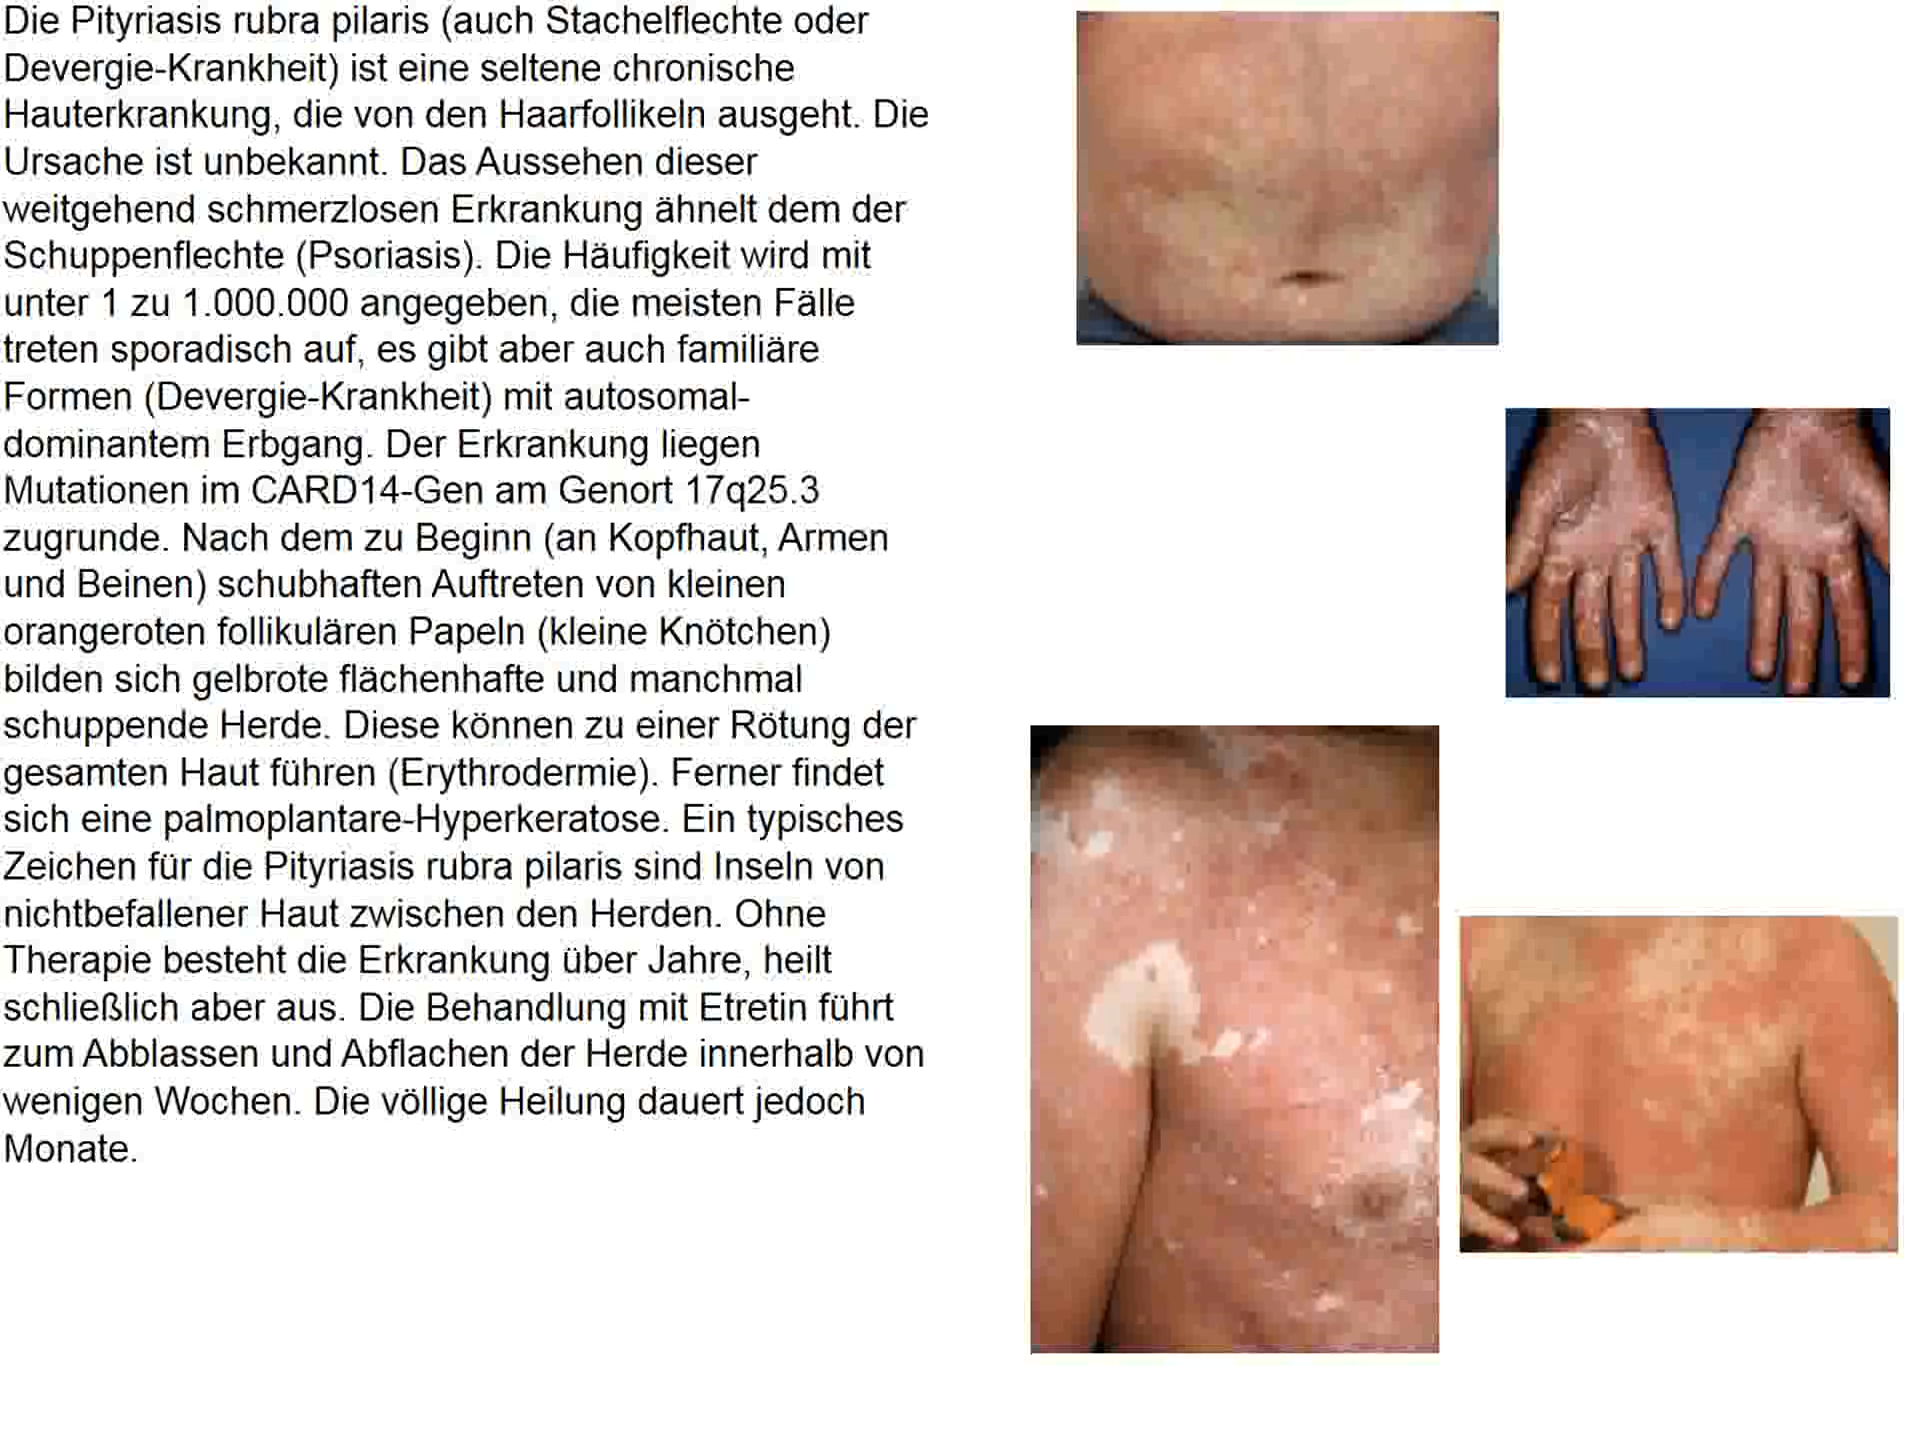 Die Pityriasis rubra pilaris (auch Stachelflechte oder
Devergie-Krankheit) ist eine seltene chronische
Hauterkrankung, die von den Haarfollikeln ausgeht. Die
Ursache ist unbekannt. Das Aussehen dieser
weitgehend schmerzlosen Erkrankung ähnelt dem der
Schuppenflechte (Psoriasis). Die Häufigkeit wird mit
unter 1 zu 1.000.000 angegeben, die meisten Fälle
treten sporadisch auf, es gibt aber auch familiäre
Formen (Devergie-Krankheit) mit autosomal-
dominantem Erbgang. Der Erkrankung liegen
Mutationen im CARD14-Gen am Genort 17q25.3
zugrunde. Nach dem zu Beginn (an Kopfhaut, Armen
und Beinen) schubhaften Auftreten von kleinen
orangeroten follikulären Papeln (kleine Knötchen)
bilden sich gelbrote flächenhafte und manchmal
schuppende Herde. Diese können zu einer Rötung der
gesamten Haut führen (Erythrodermie). Ferner findet
sich eine palmoplantare-Hyperkeratose. Ein typisches
Zeichen für die Pityriasis rubra pilaris sind Inseln von
nichtbefallener Haut zwischen den Herden. Ohne
Therapie besteht die Erkrankung über Jahre, heilt
schließlich aber aus. Die Behandlung mit Etretin führt
zum Abblassen und Abflachen der Herde innerhalb von
wenigen Wochen. Die völlige Heilung dauert jedoch
Monate.